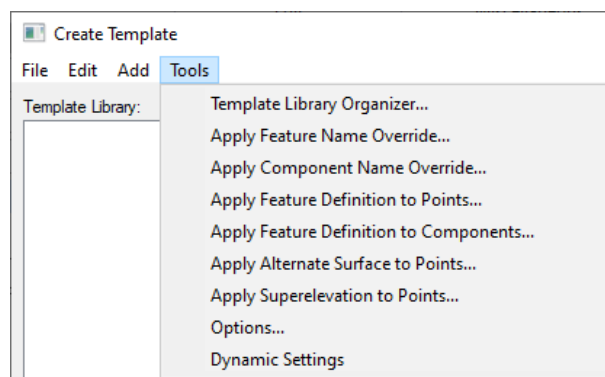 Create Template
File Edit Add Tools
Template Library:
Template Library Organizer...
Apply Feature Name Override...
Apply Component Name Override...
Apply Feature Definition to Points...
Apply Feature Definition to Components...
Apply Alternate Surface to Points...
Apply Superelevation to Points...
Options...
Dynamic Settings